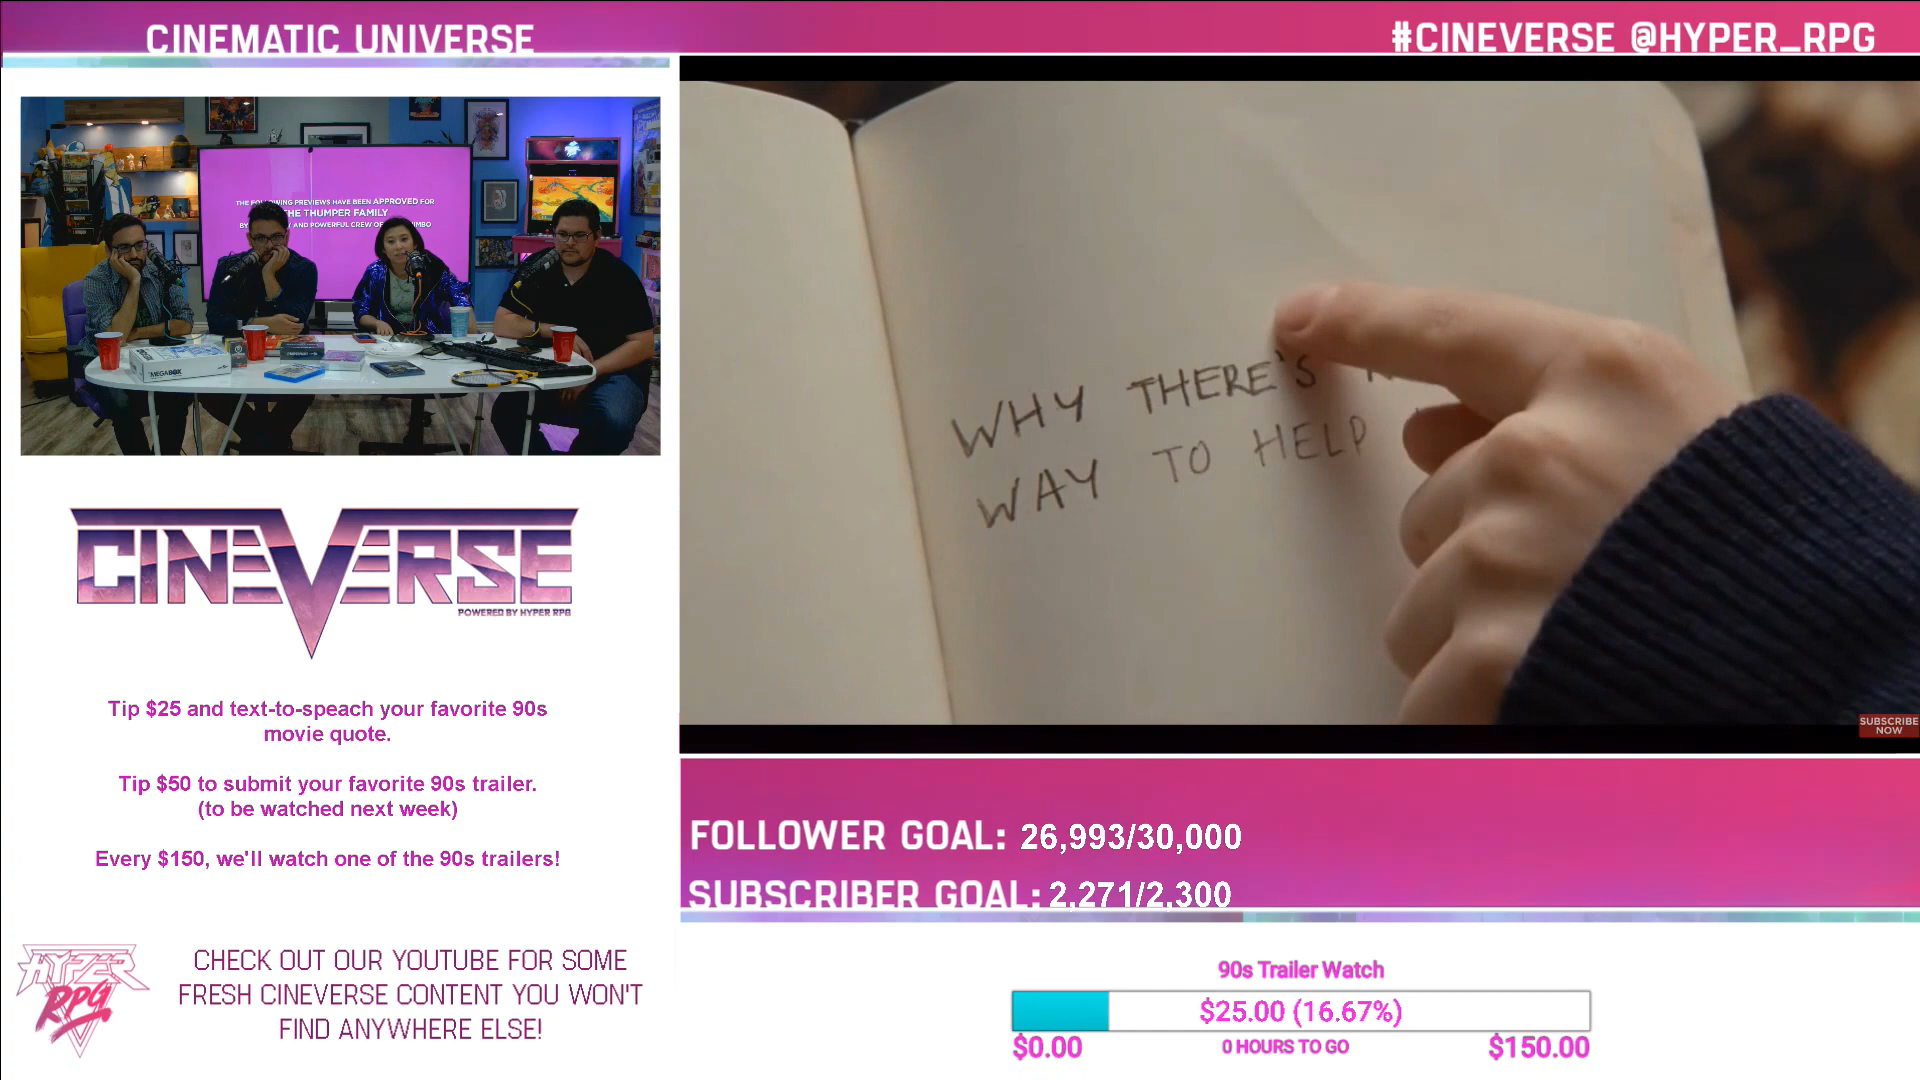 CINEMATIC UNIVERSE
#CINEVERSE @HYPER_RPG
THE FOLLOWING PREVIEWS HAVE BEEN APPROVED FOR
THE THUMPER FAMILY
AND POWERFUL CREW OF
MEGABOX
WHY THERE'S
WAY TO HELP
SUBSCRIBE
NOW
CINEVERSE
POWERED BY HYPER RPG
Tip $25 and text-to-speach your favorite 90s
movie quote.
Tip $50 to submit your favorite 90s trailer.
(to be watched next week)
Every $150, we'll watch one of the 90s trailers!
FOLLOWER GOAL: 26,993/30,000
SUBSCRIBER GOAL: 2,271/2,300
HYPER
RPG
CHECK OUT OUR YOUTUBE FOR SOME
FRESH CINEVERSE CONTENT YOU WON'T
FIND ANYWHERE ELSE!
90s Trailer Watch
$25.00 (16.67%)
$0.00 0 HOURS TO GO $150.00